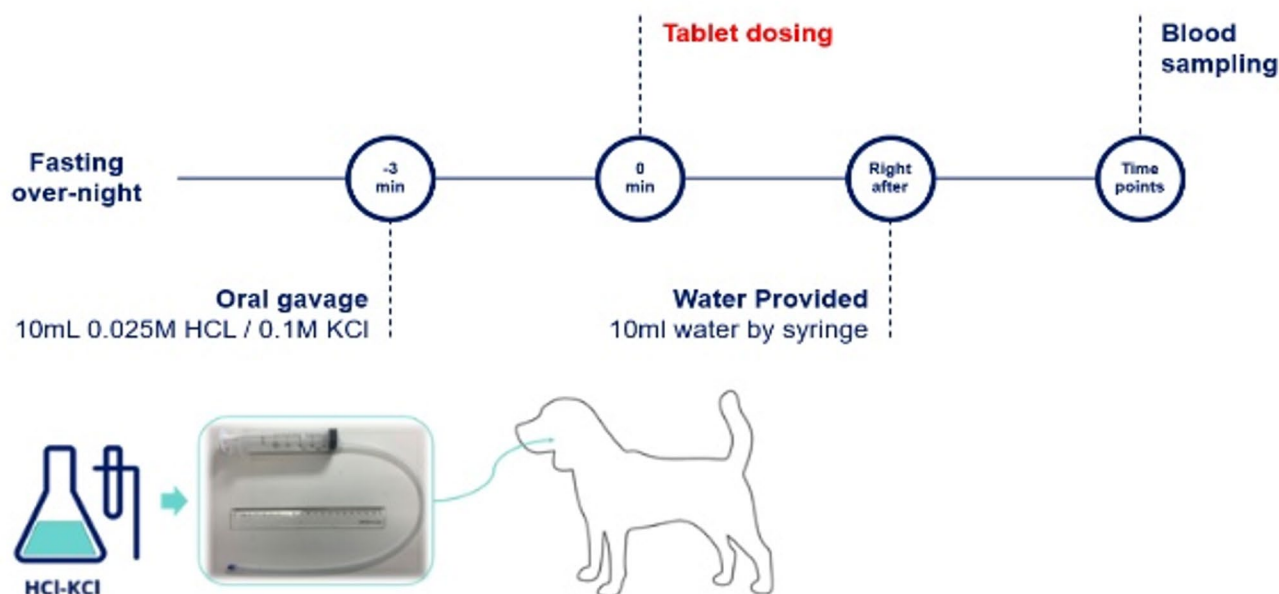 Tablet dosing
Blood
sampling
Fasting
over-night
-3
min
0
min
Right
after
Time
points
Oral gavage
10mL 0.025M HCL / 0.1M KCl
Water Provided
10ml water by syringe
HCl-KCl